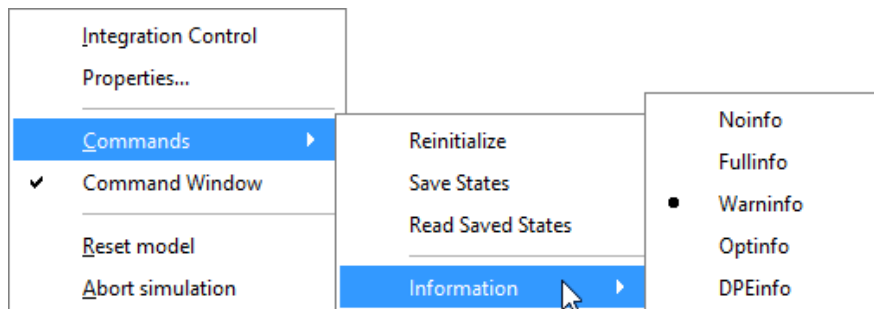 Integration Control
Properties...
Commands
Command Window
Reset model
Abort simulation
Reinitialize
Save States
Read Saved States
Information
Noinfo
Fullinfo
Warninfo
Optinfo
DPEinfo